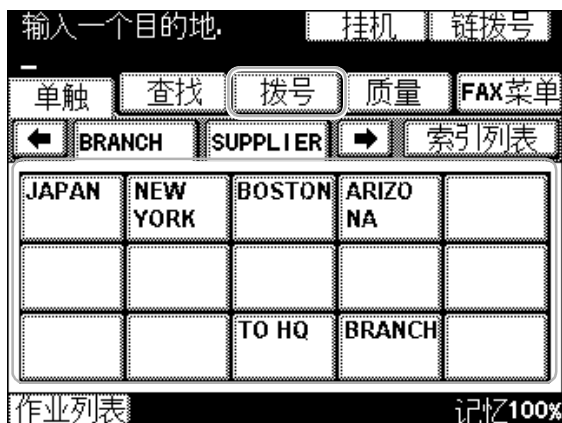 输入一个目的地. 挂机 链拨号
单触 查找 拨号 质量 FAX菜单
BRANCH SUPPLIER 索引列表
JAPAN NEW BOSTON ARIZO
YORK NA
TO HQ BRANCH
作业列表 记忆100%